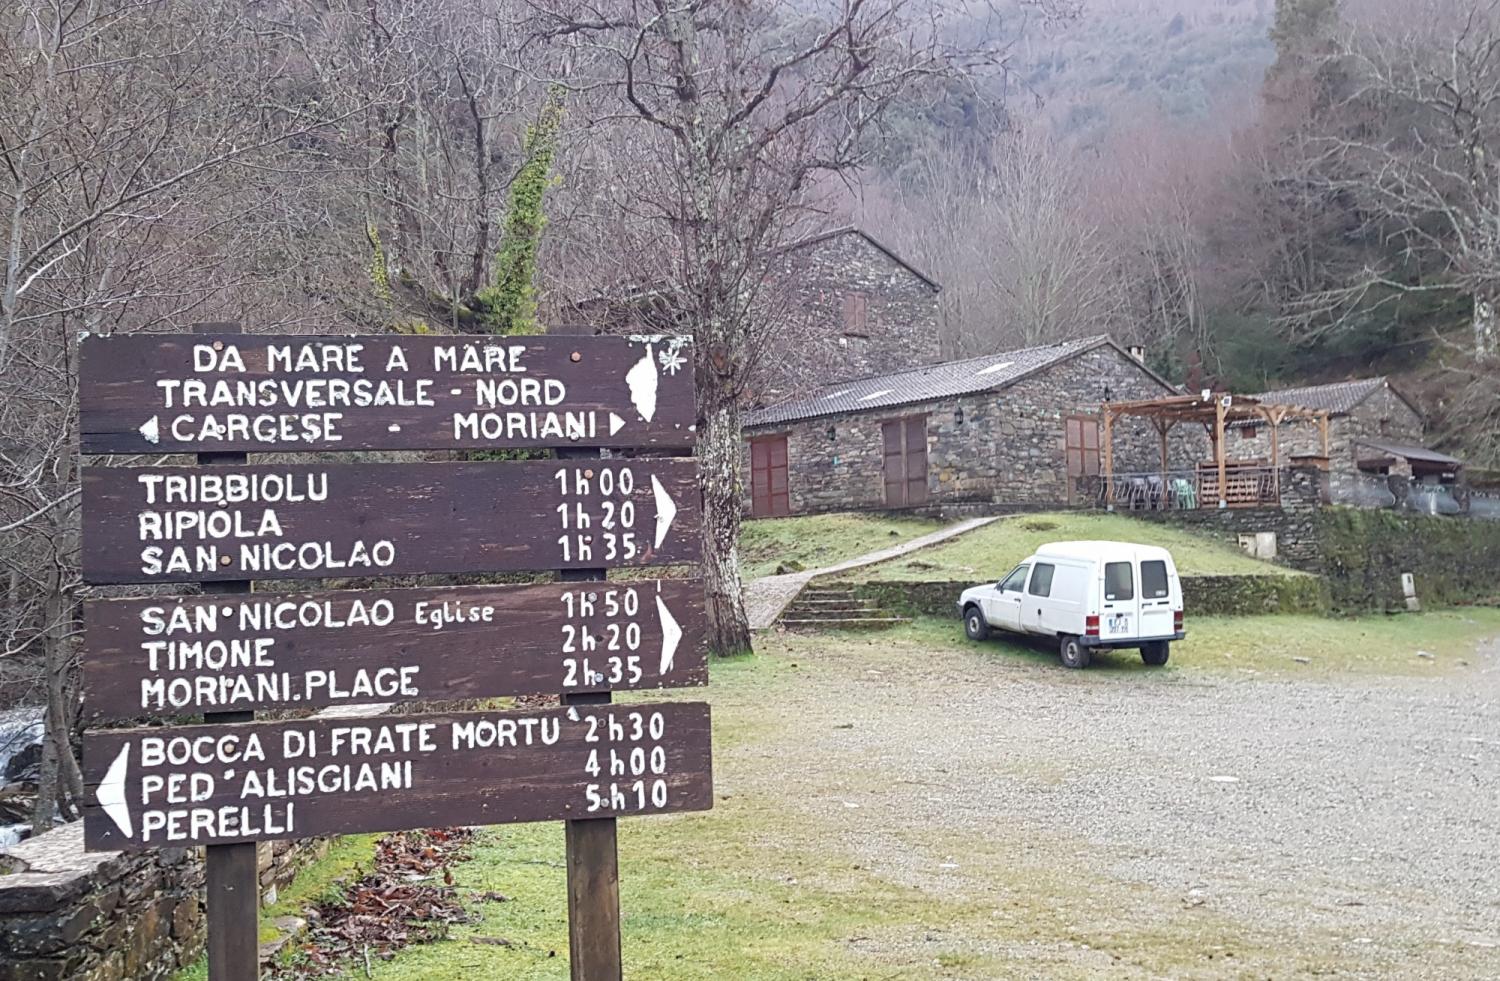 DA MARE A MARE
TRANSVERSALE - NORD
CARGESE - MORIANI
TRIBBIOLU 1h00
RIPIOLA 1h20
SAN NICOLAO 1h35
SAN NICOLAO Eglise 1h50
TIMONE 2h20
MORIANI.PLAGE 2h35
BOCCA DI FRATE MORTU' 2h30
PED'ALISGIANI 4h00
PERELLI 5h10